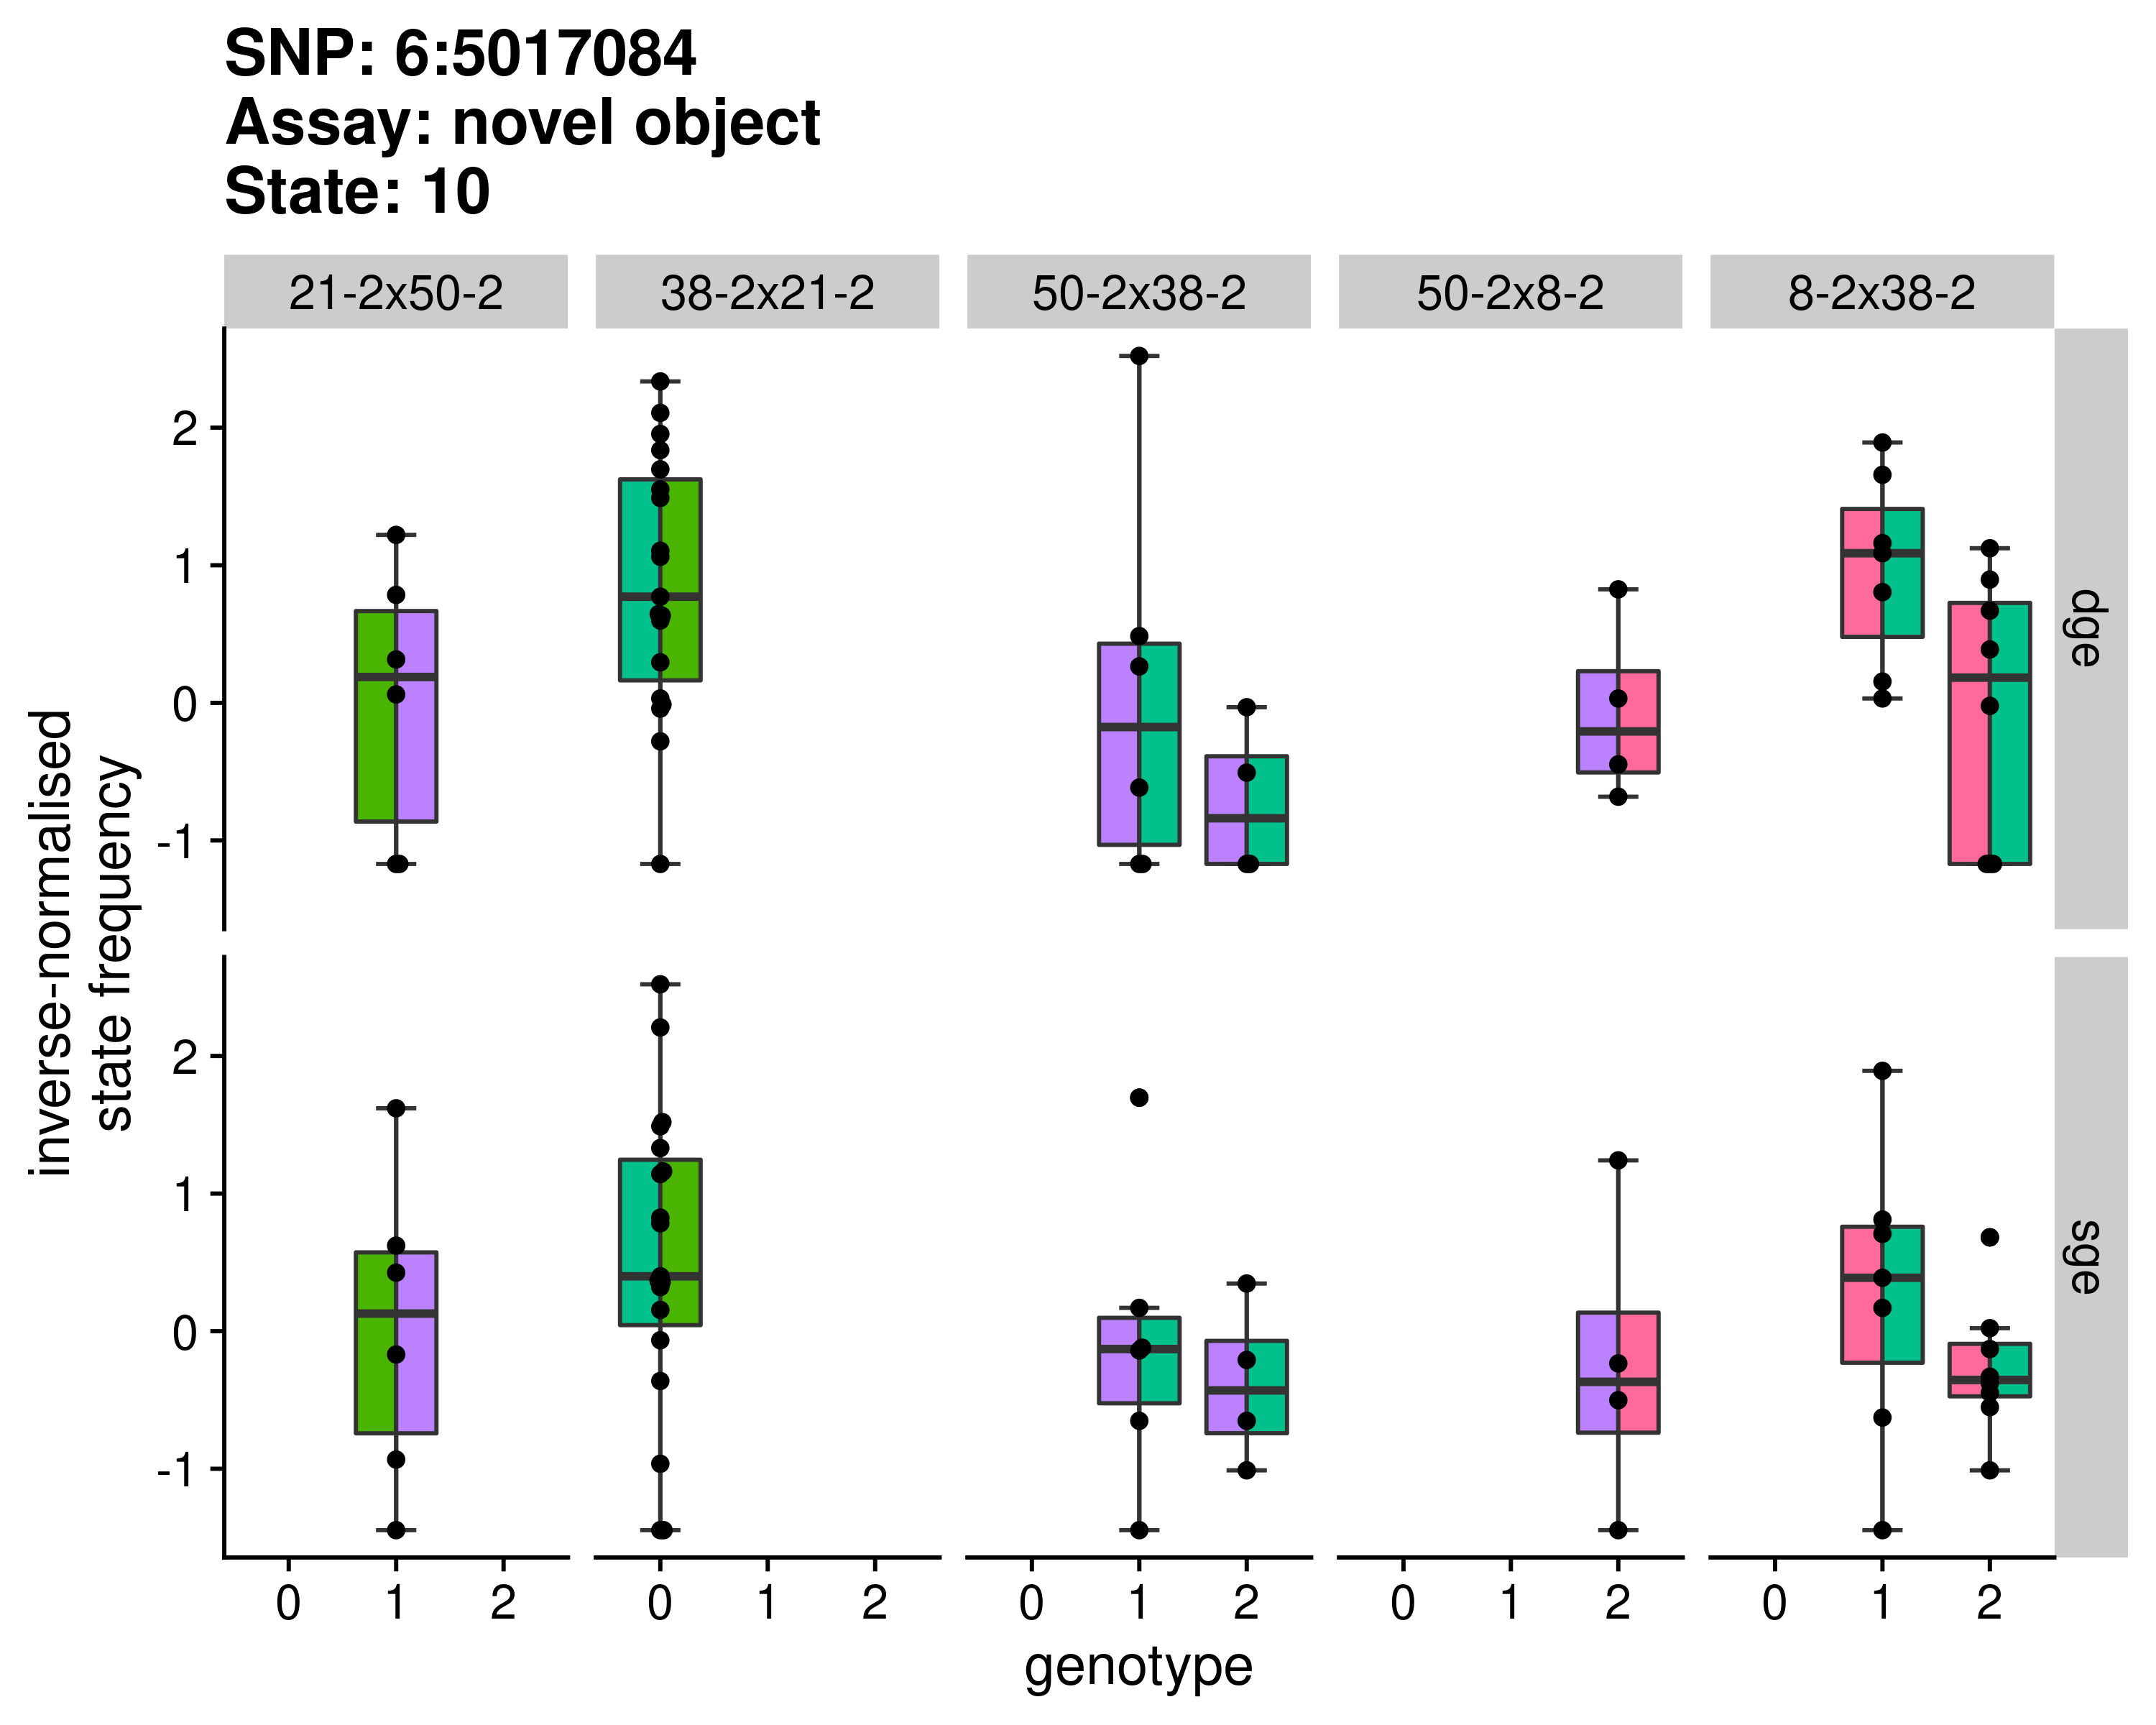 SNP: 6:5017084
Assay: novel object
State: 10
21-2x50-2
38-2x21-2
50-2x38-2
50-2x8-2
8-2x38-2
2
1
0
-1
dge
inverse-normalised
state frequency
2
1
0
-1
sge
0 1 2
0 1 2
0 1 2
0 1 2
0 1 2
genotype